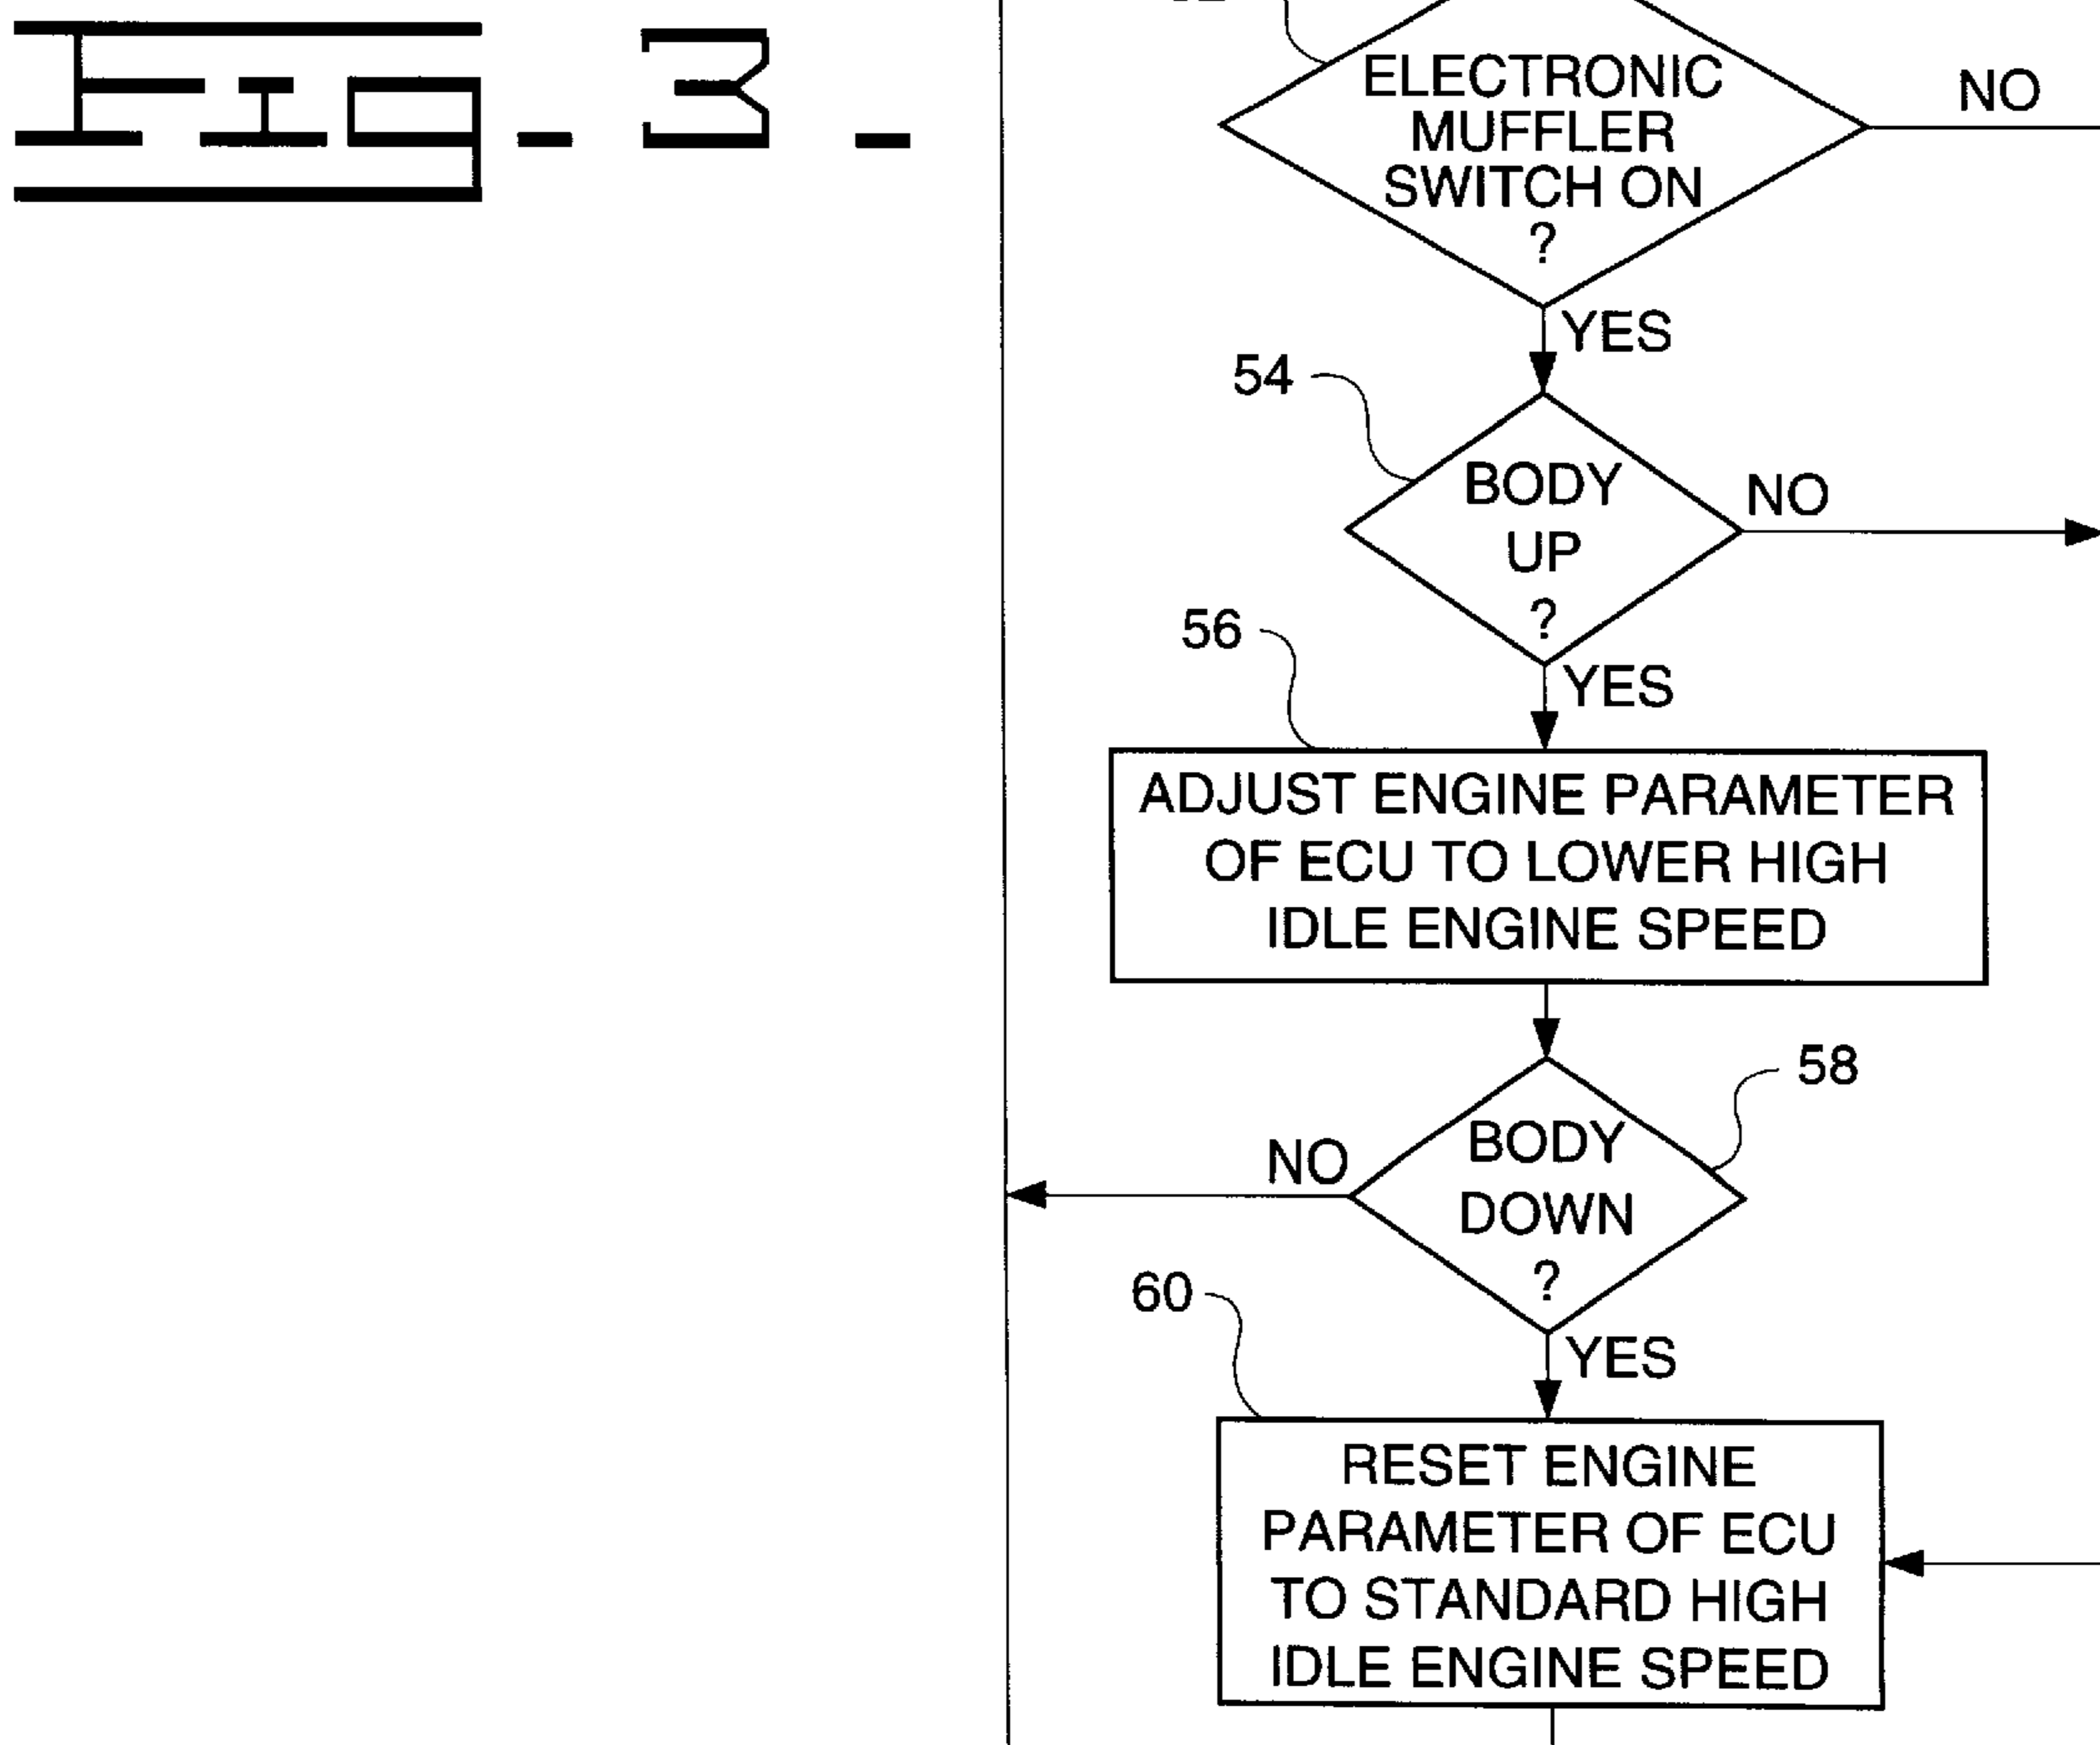 Fig-3-
ELECTRONIC
MUFFLER
SWITCH ON
?
NO
YES
54
BODY
UP
?
NO
YES
56
ADJUST ENGINE PARAMETER
OF ECU TO LOWER HIGH
IDLE ENGINE SPEED
58
BODY
DOWN
?
NO
YES
60
RESET ENGINE
PARAMETER OF ECU
TO STANDARD HIGH
IDLE ENGINE SPEED